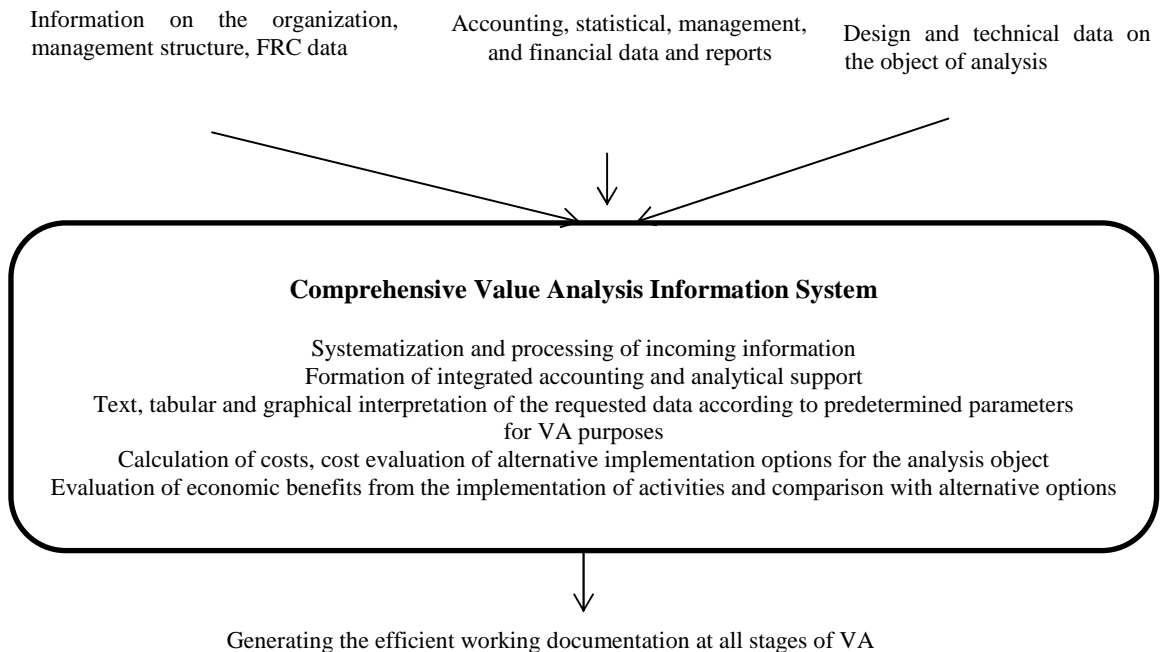 Information on the organization,
management structure, FRC data
Accounting, statistical, management,
and financial data and reports
Design and technical data on
the object of analysis
Comprehensive Value Analysis Information System
Systematization and processing of incoming information
Formation of integrated accounting and analytical support
Text, tabular and graphical interpretation of the requested data according to predetermined parameters
for VA purposes
Calculation of costs, cost evaluation of alternative implementation options for the analysis object
Evaluation of economic benefits from the implementation of activities and comparison with alternative options
Generating the efficient working documentation at all stages of VA